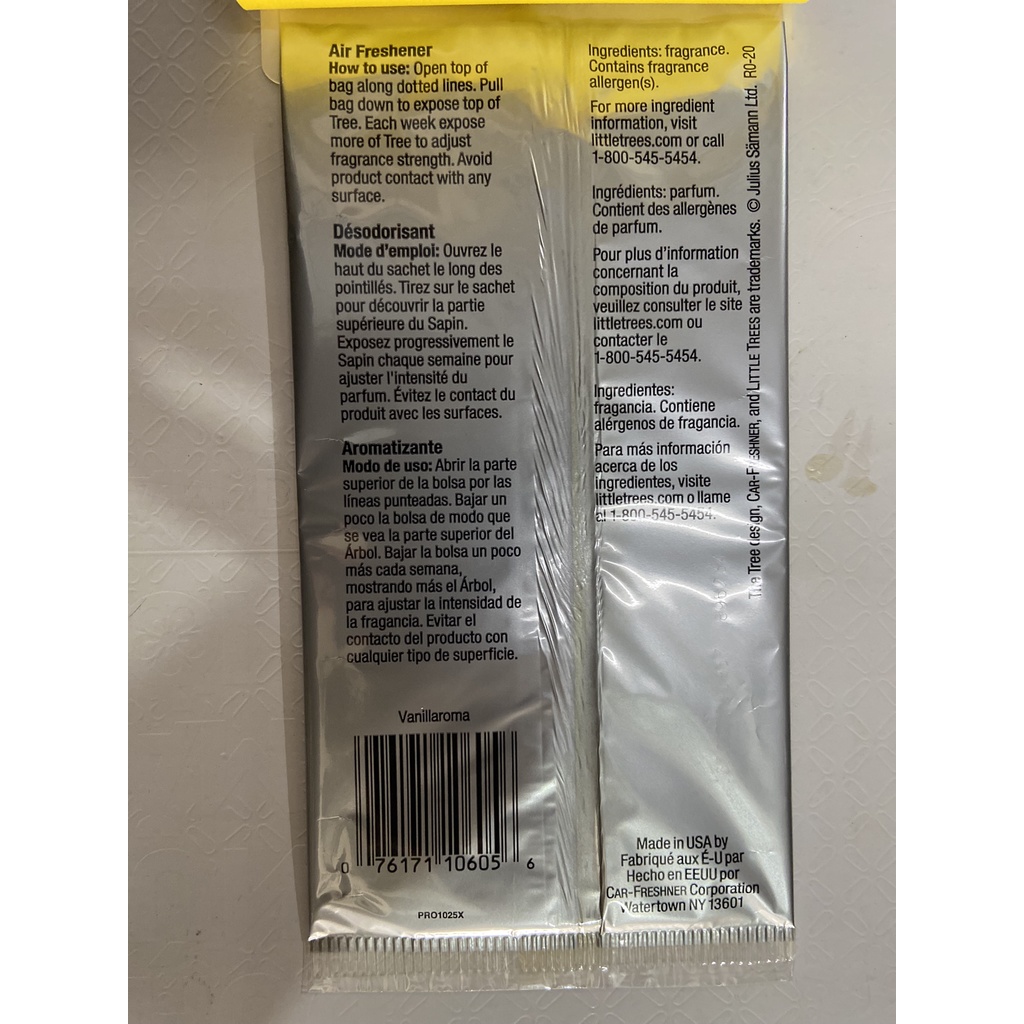 Air Freshener
How to use: Open top of
bag along dotted lines. Pull
bag down to expose top of
Tree. Each week expose
more of Tree to adjust
fragrance strength. Avoid
product contact with any
surface.
Désodorisant
Mode d'emploi: Ouvrez le
haut du sachet le long des
pointillés. Tirez sur le sachet
pour découvrir la partie
supérieure du Sapin.
Exposez progressivement le
Sapin chaque semaine pour
ajuster l'intensité du
parfum. Évitez le contact du
produit avec les surfaces.
Aromatizante
Modo de uso: Abrir la parte
superior de la bolsa por las
líneas punteadas. Bajar un
poco la bolsa de modo que
se vea la parte superior del
Árbol. Bajar la bolsa un poco
más cada semana,
mostrando más el Árbol,
para ajustar la intensidad de
la fragancia. Evitar el
contacto del producto con
cualquier tipo de superficie.
Vanillaroma
0 76171 10605 6
PRO1025X
Ingredients: fragrance.
Contains fragrance
allergen(s).
For more ingredient
information, visit
littletrees.com or call
1-800-545-5454.
Ingrédients: parfum.
Contient des allergènes
de parfum.
Pour plus d'information
concernant la
composition du produit,
veuillez consulter le site
littletrees.com ou
contacter le
1-800-545-5454.
Ingredientes:
fragancia. Contiene
alérgenos de fragancia.
Para más información
acerca de los
ingredientes, visite
littletrees.com o llame
al 1-800-545-5454.
The Tree design, CAR-FRESHNER, and LITTLE TREES are trademarks. © Julius Sämann Ltd. R0-20
Made in USA by
Fabriqué aux É-U par
Hecho en EEUU por
CAR-FRESHNER Corporation
Watertown NY 13601